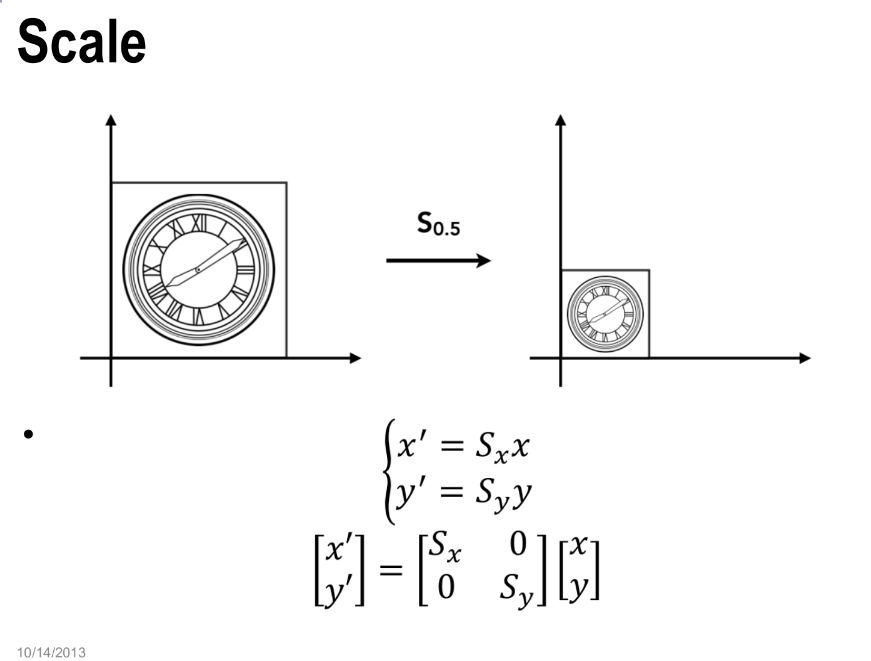 Scale
S0.5
•
x′ = Sₓx
y′ = Sᵧy
[x′ y′] = [Sₓ 0 0 Sᵧ] [x y]
10/14/2013